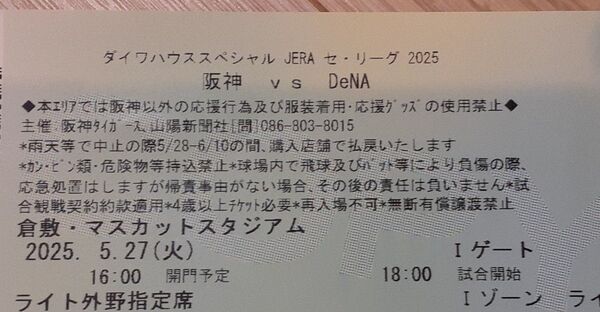 ダイワハウススペシャル JERA セ・リーグ 2025
阪神 vs DeNA
◆本ｴﾘｱでは阪神以外の応援行為及び服装着用・応援ｸﾞｯｽﾞの使用禁止◆
主催:阪神ﾀｲｶﾞｰｽ、山陽新聞社[問]086-803-8015
*雨天等で中止の際5/28-6/10の間、購入店舗で払戻いたします
*ｶﾝ・ﾋﾞﾝ類・危険物等持込禁止*球場内で飛球及びﾊﾞｯﾄ等により負傷の際、
応急処置はしますが帰責事由がない場合、その後の責任は負いません*試
合観戦契約約款適用*4歳以上ﾁｹｯﾄ必要*再入場不可*無断有償譲渡禁止
倉敷・マスカットスタジアム
2025. 5.27(火) Ｉゲート
16:00 開門予定 18:00 試合開始
ライト外野指定席 Ｉゾーン ライ